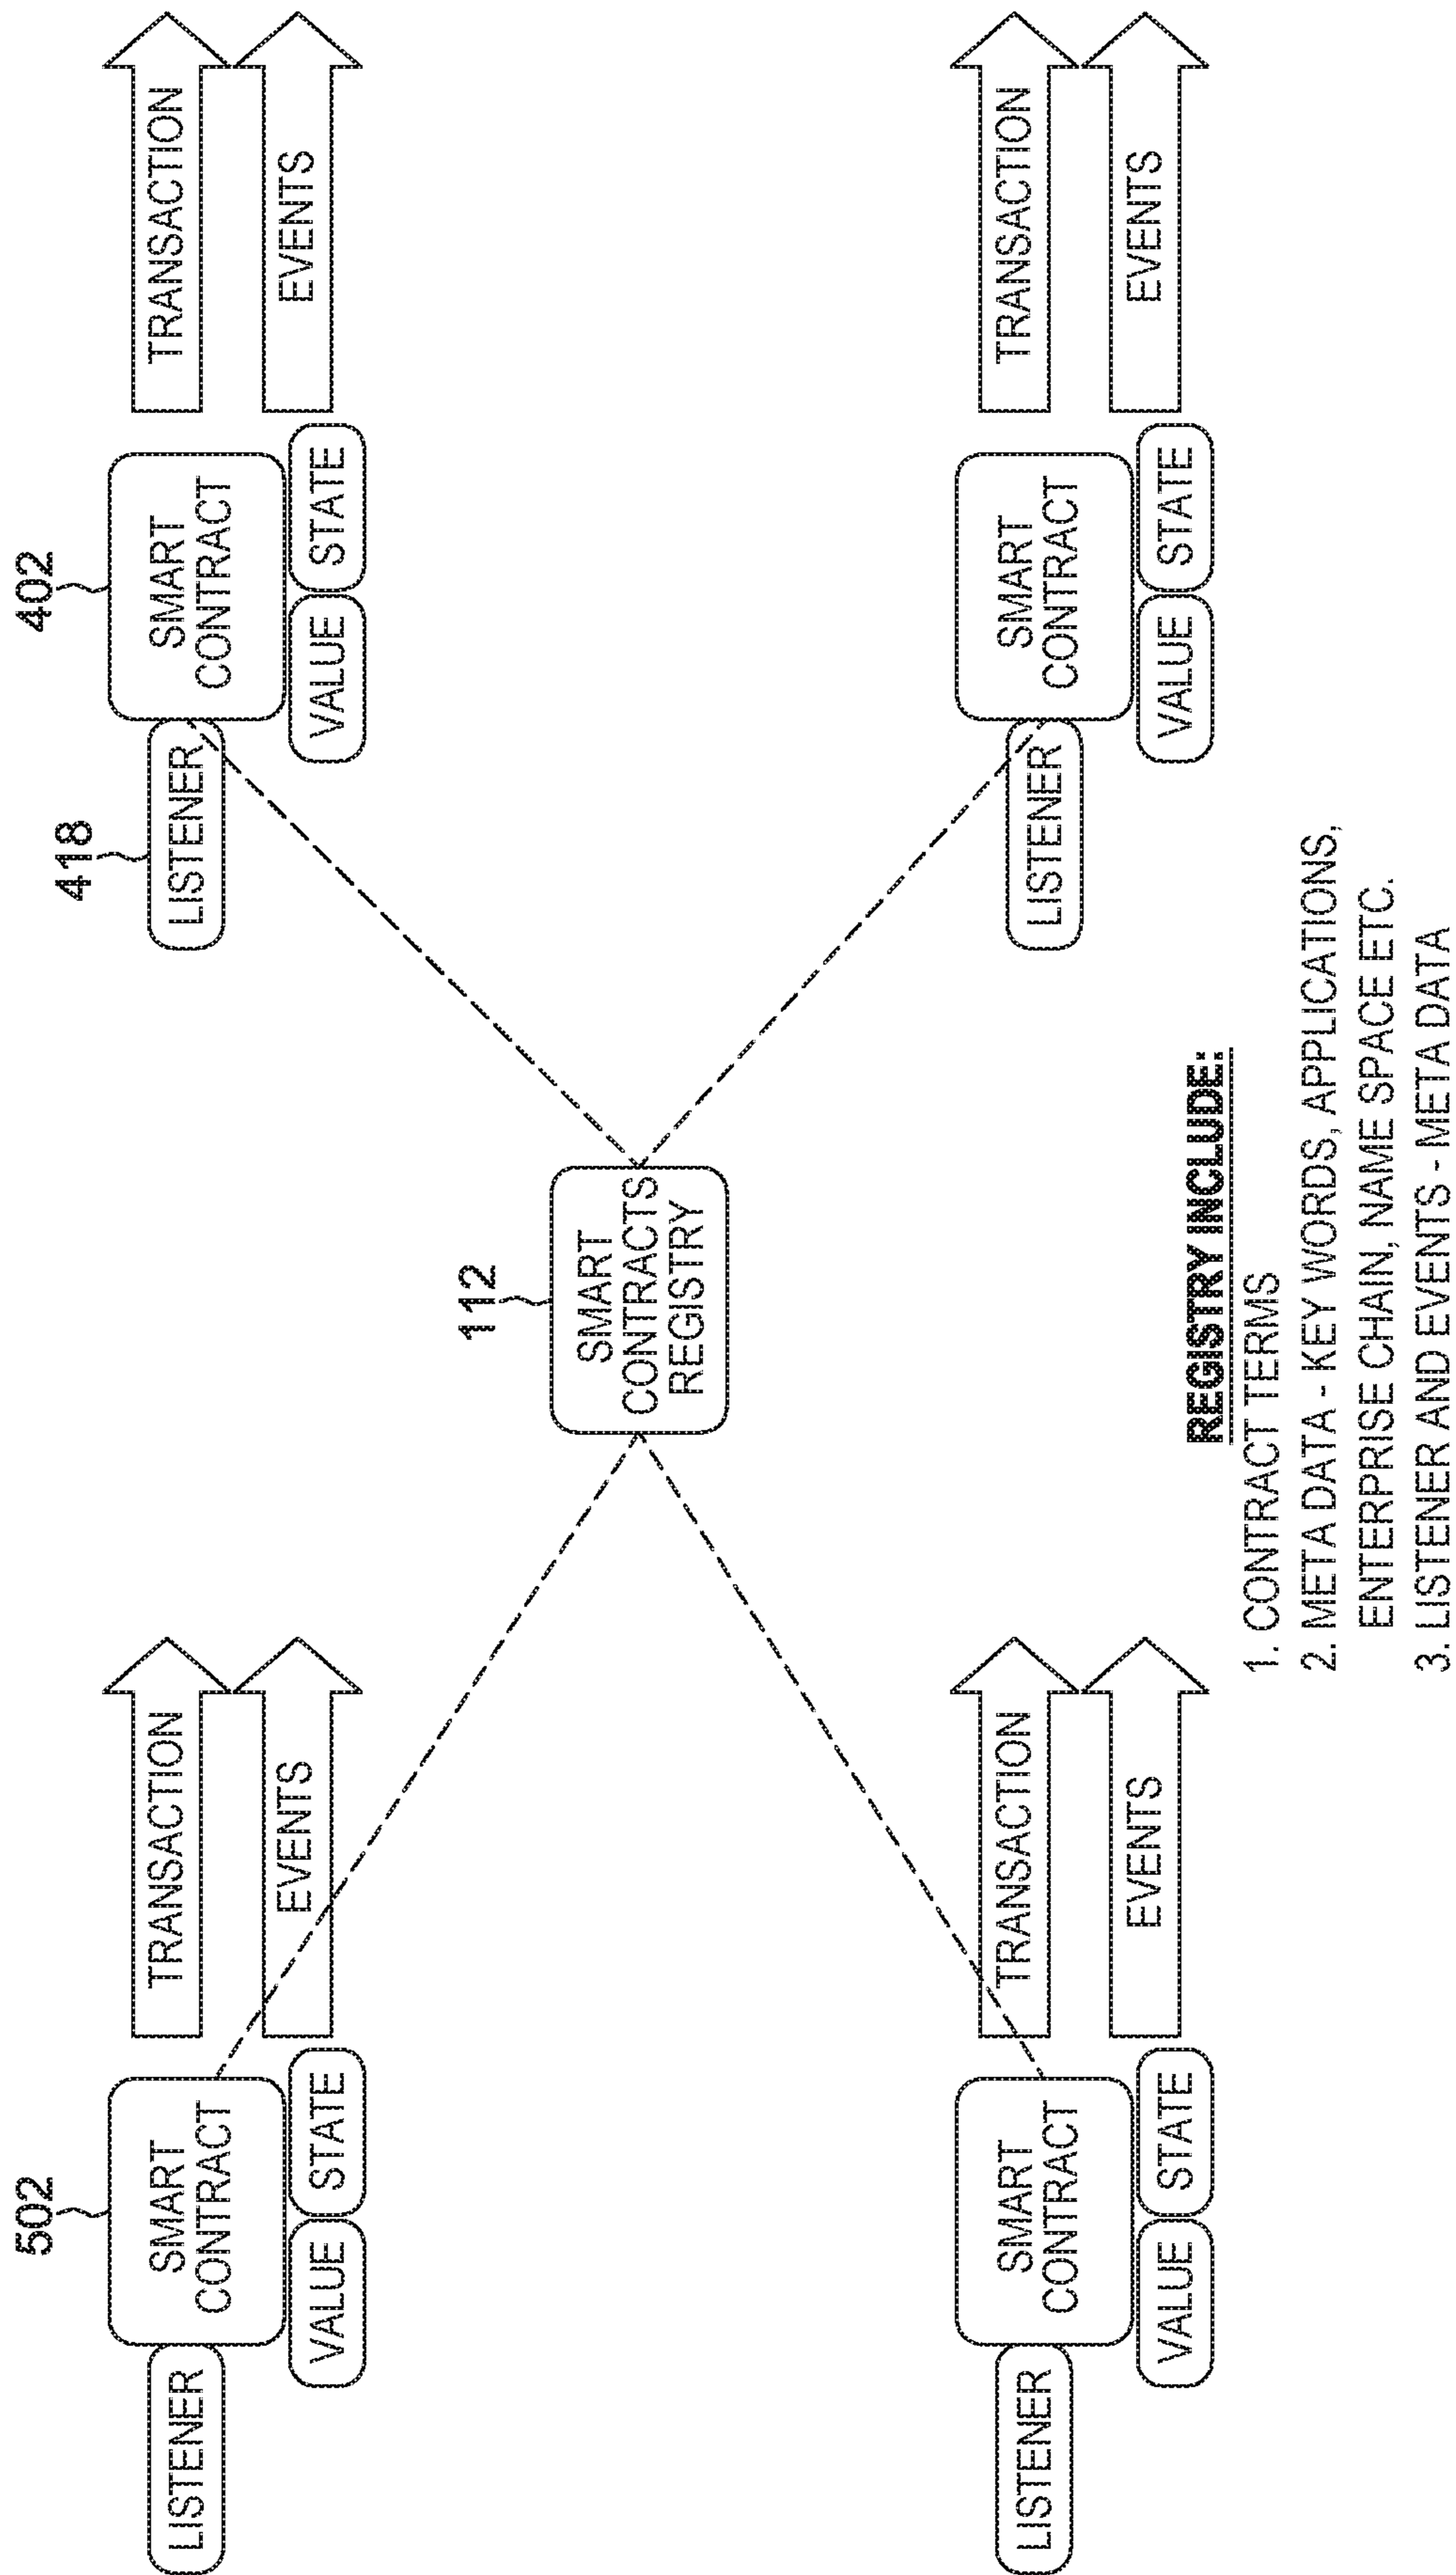 502
LISTENER
SMART
CONTRACT
VALUE
STATE
TRANSACTION
EVENTS
418
LISTENER
402
SMART
CONTRACT
VALUE
STATE
TRANSACTION
EVENTS
112
SMART
CONTRACTS
REGISTRY
LISTENER
SMART
CONTRACT
VALUE
STATE
TRANSACTION
EVENTS
LISTENER
SMART
CONTRACT
VALUE
STATE
TRANSACTION
EVENTS
REGISTRY INCLUDE:
1. CONTRACT TERMS
2. META DATA - KEY WORDS, APPLICATIONS,
ENTERPRISE CHAIN, NAME SPACE ETC.
3. LISTENER AND EVENTS - META DATA